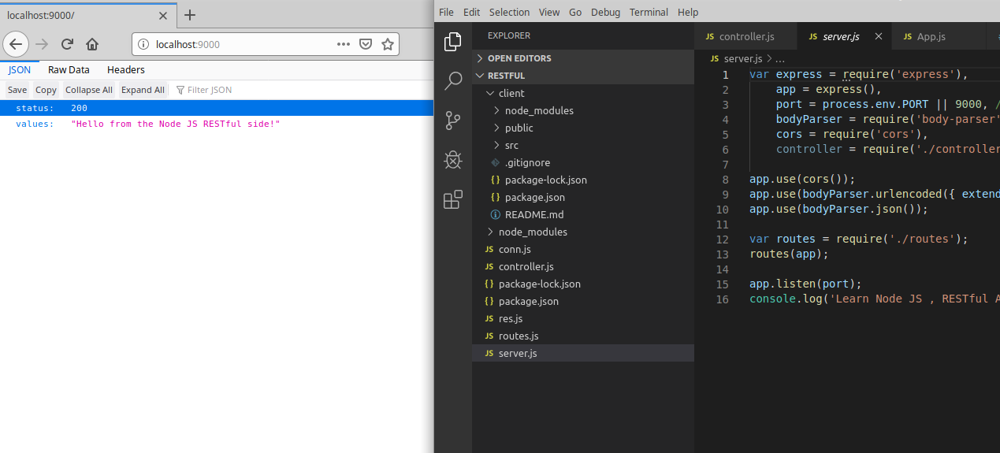 localhost:9000/
localhost:9000
JSON Raw Data Headers
Save Copy Collapse All Expand All Filter JSON
status: 200
values: "Hello from the Node JS RESTful side!"
File Edit Selection View Go Debug Terminal Help
EXPLORER
OPEN EDITORS
RESTFUL
client
node_modules
public
src
.gitignore
package-lock.json
package.json
README.md
node_modules
JS conn.js
JS controller.js
{} package-lock.json
{} package.json
JS res.js
JS routes.js
JS server.js
JS controller.js JS server.js JS App.js
JS server.js > ...
1 var express = require('express'),
2 app = express(),
3 port = process.env.PORT || 9000, /
4 bodyParser = require('body-parser'
5 cors = require('cors'),
6 controller = require('./controller
7
8 app.use(cors());
9 app.use(bodyParser.urlencoded({ extend
10 app.use(bodyParser.json());
11
12 var routes = require('./routes');
13 routes(app);
14
15 app.listen(port);
16 console.log('Learn Node JS , RESTful A